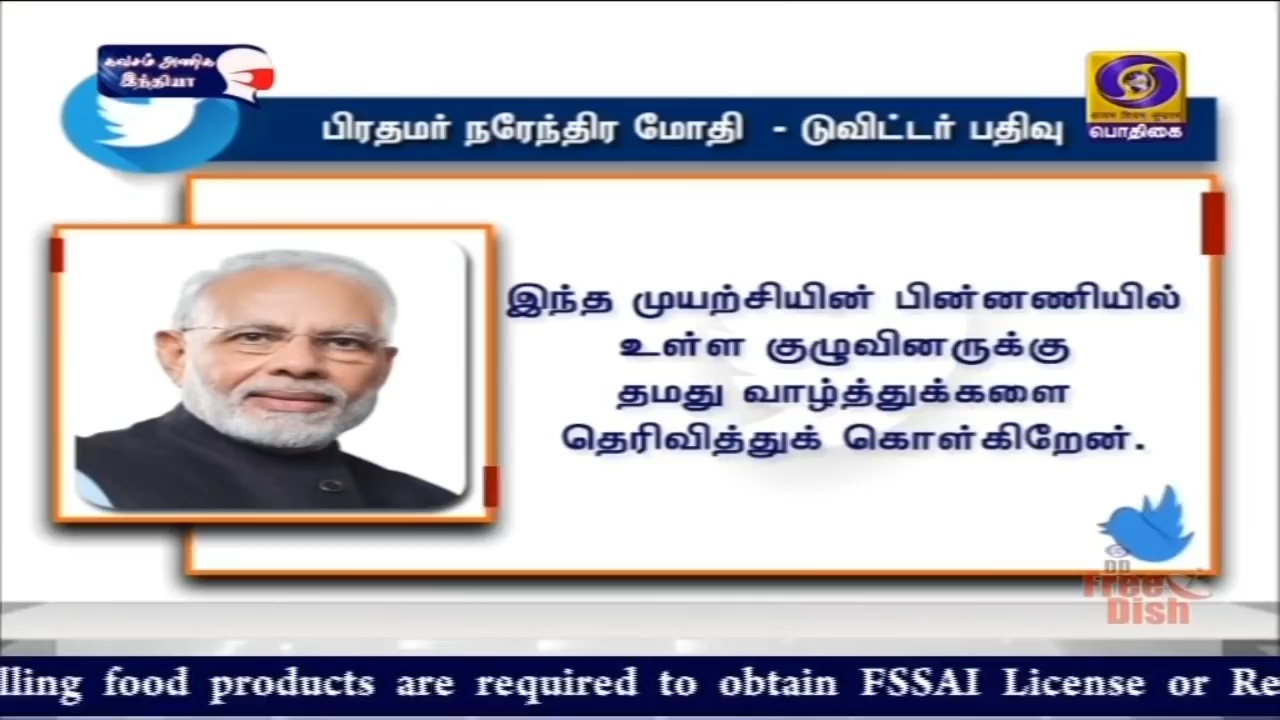 கவசம் அணிக
இந்தியா
பிரதமர் நரேந்திர மோதி - டுவிட்டர் பதிவு
பொதிகை
இந்த முயற்சியின் பின்னணியில்
உள்ள குழுவினருக்கு
தமது வாழ்த்துக்களை
தெரிவித்துக் கொள்கிறேன்.
DD
Free
Dish
lling food products are required to obtain FSSAI License or Re